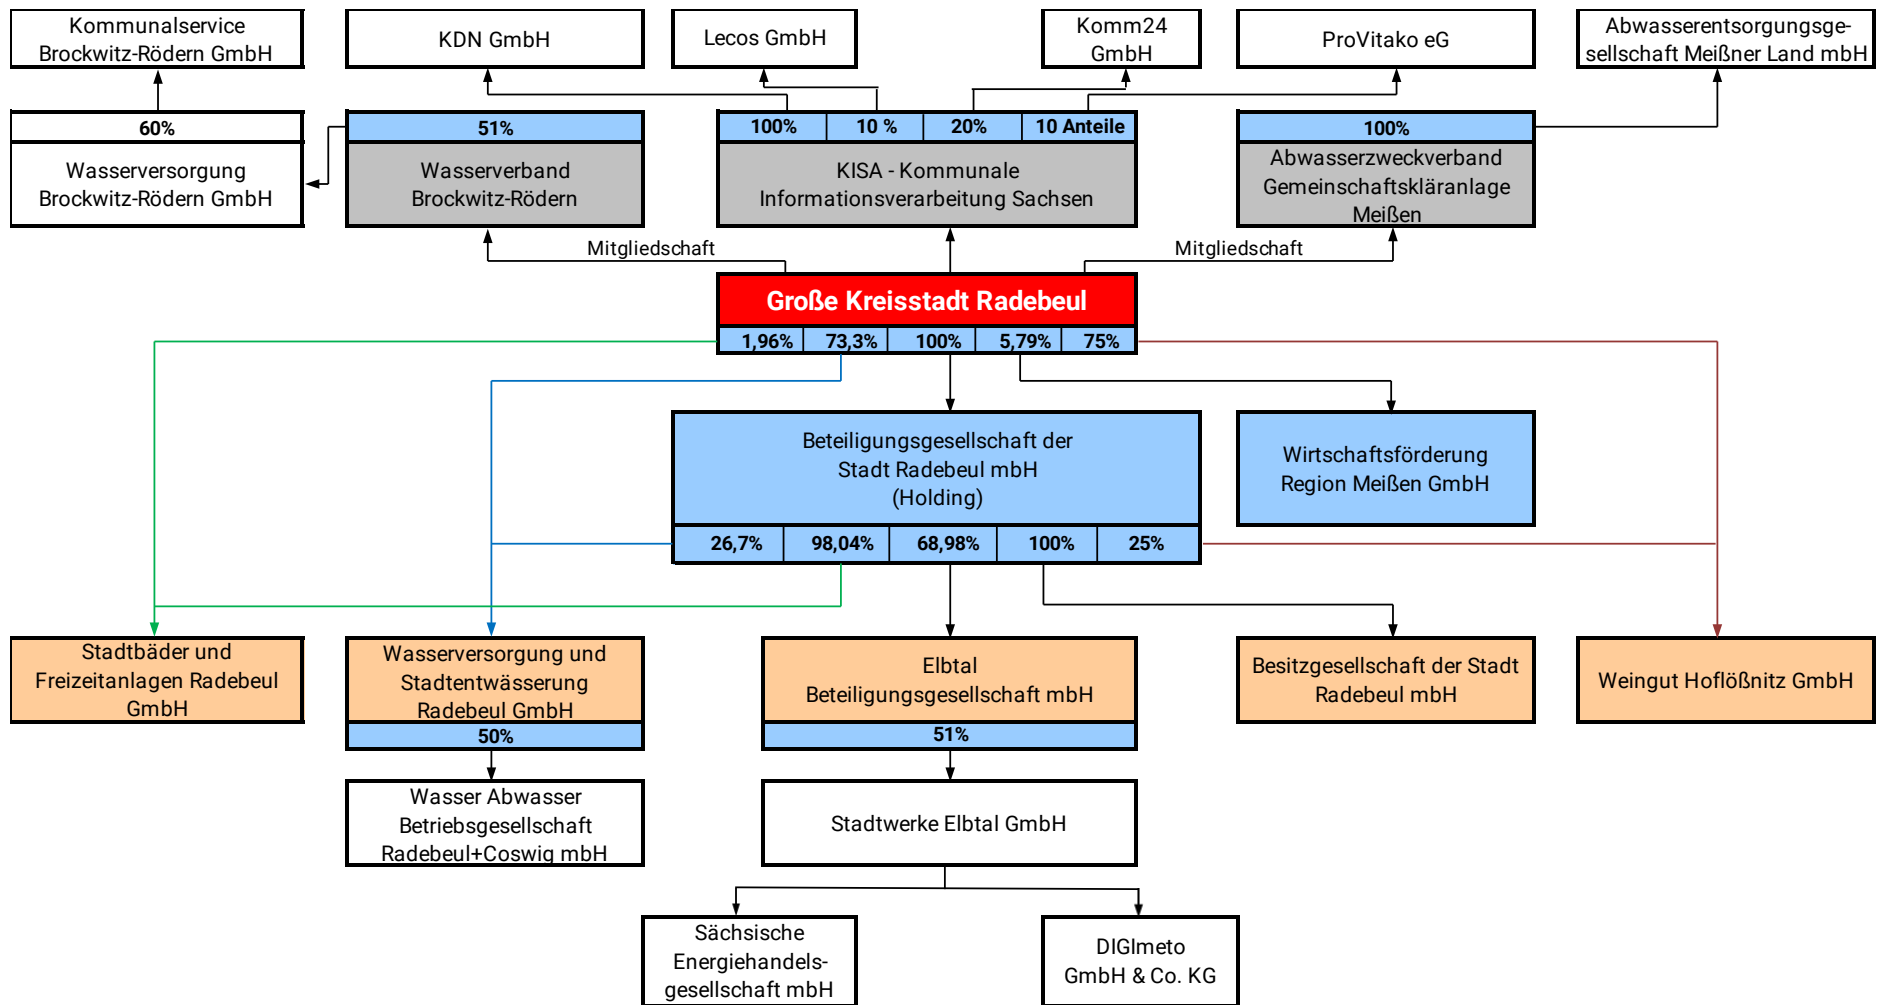 Kommunalservice
Brockwitz-Rödern GmbH
KDN GmbH
Lecos GmbH
Komm24
GmbH
ProVitako eG
Abwasserentsorgungsge-
sellschaft Meißner Land mbH
60%
Wasserversorgung
Brockwitz-Rödern GmbH
51%
Wasserverband
Brockwitz-Rödern
100%
10 %
20%
10 Anteile
KISA - Kommunale
Informationsverarbeitung Sachsen
100%
Abwasserzweckverband
Gemeinschaftskläranlage
Meißen
Mitgliedschaft
Mitgliedschaft
Große Kreisstadt Radebeul
1,96%
73,3%
100%
5,79%
75%
Beteiligungsgesellschaft der
Stadt Radebeul mbH
(Holding)
26,7%
98,04%
68,98%
100%
25%
Wirtschaftsförderung
Region Meißen GmbH
Stadtbäder und
Freizeitanlagen Radebeul
GmbH
Wasserversorgung und
Stadtentwässerung
Radebeul GmbH
50%
Elbtal
Beteiligungsgesellschaft mbH
51%
Besitzgesellschaft der Stadt
Radebeul mbH
Weingut Hoflößnitz GmbH
Wasser Abwasser
Betriebsgesellschaft
Radebeul+Coswig mbH
Stadtwerke Elbtal GmbH
Sächsische
Energiehandels-
gesellschaft mbH
DIGImeto
GmbH & Co. KG